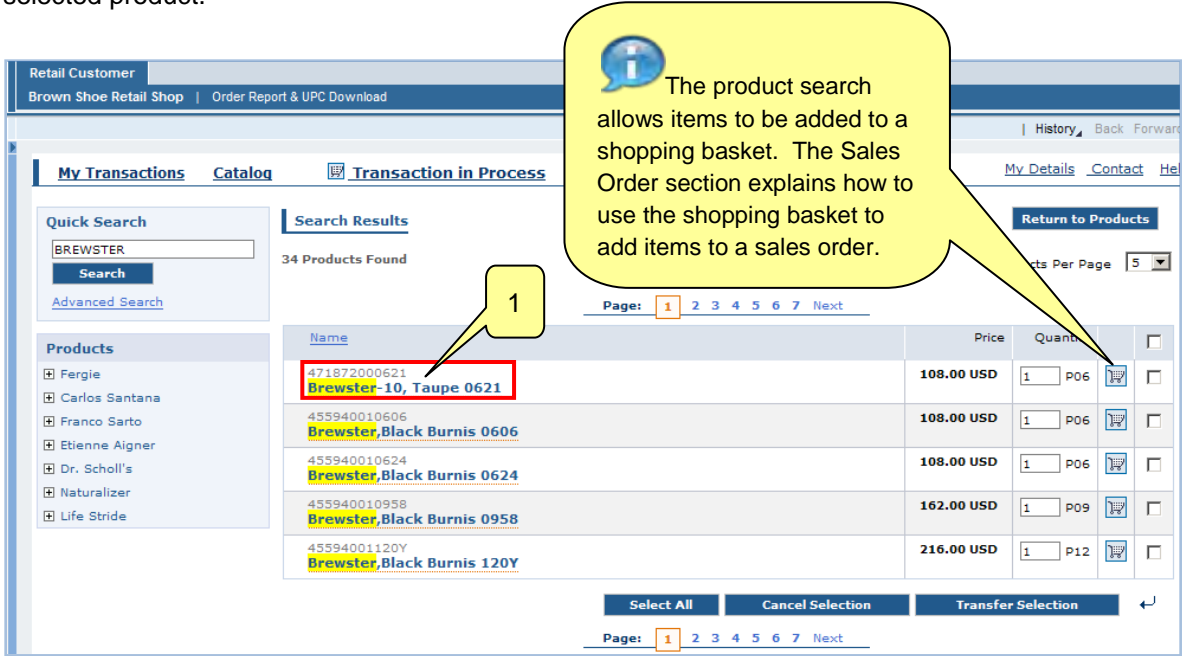 selected product.
Retail Customer
Brown Shoe Retail Shop | Order Report & UPC Download
The product search
allows items to be added to a
shopping basket. The Sales
Order section explains how to
use the shopping basket to
add items to a sales order.
| History Back Forward
My Transactions Catalog Transaction in Process
My Details Contact Hel
Quick Search
BREWSTER
Search
Advanced Search
Search Results
Return to Products
34 Products Found
Per Page 5
1
Page: 1 2 3 4 5 6 7 Next
Products
Fergie
Carlos Santana
Franco Sarto
Etienne Aigner
Dr. Scholl's
Naturalizer
Life Stride
Name Price
471872000621
Brewster-10, Taupe 0621 108.00 USD 1 P06
455940010606
Brewster,Black Burnis 0606 108.00 USD 1 P06
455940010624
Brewster,Black Burnis 0624 108.00 USD 1 P06
455940010958
Brewster,Black Burnis 0958 162.00 USD 1 P09
45594001120Y
Brewster,Black Burnis 120Y 216.00 USD 1 P12
Select All Cancel Selection Transfer Selection
Page: 1 2 3 4 5 6 7 Next